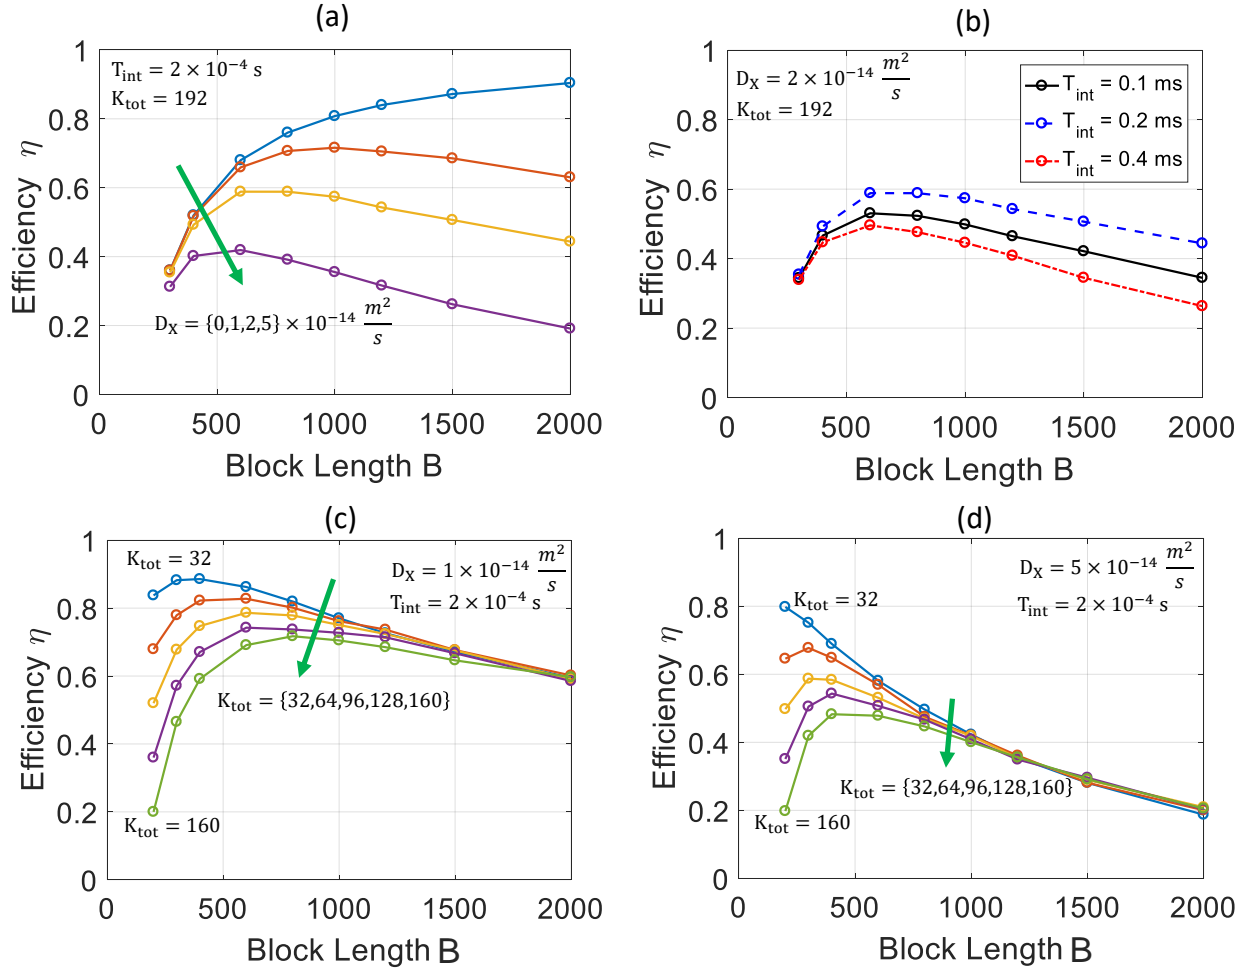 (a)
1
0.8
0.6
0.4
0.2
0
Efficiency η
T_int = 2 × 10⁻⁴ s
K_tot = 192
D_X = {0,1,2,5} × 10⁻¹⁴ m²/s
0 500 1000 1500 2000
Block Length B
(b)
1
0.8
0.6
0.4
0.2
0
Efficiency η
D_X = 2 × 10⁻¹⁴ m²/s
K_tot = 192
T_int = 0.1 ms
T_int = 0.2 ms
T_int = 0.4 ms
0 500 1000 1500 2000
Block Length B
(c)
1
0.8
0.6
0.4
0.2
0
Efficiency η
K_tot = 32
D_X = 1 × 10⁻¹⁴ m²/s
T_int = 2 × 10⁻⁴ s
K_tot = {32,64,96,128,160}
K_tot = 160
0 500 1000 1500 2000
Block Length B
(d)
1
0.8
0.6
0.4
0.2
0
Efficiency η
D_X = 5 × 10⁻¹⁴ m²/s
T_int = 2 × 10⁻⁴ s
K_tot = 32
K_tot = {32,64,96,128,160}
K_tot = 160
0 500 1000 1500 2000
Block Length B